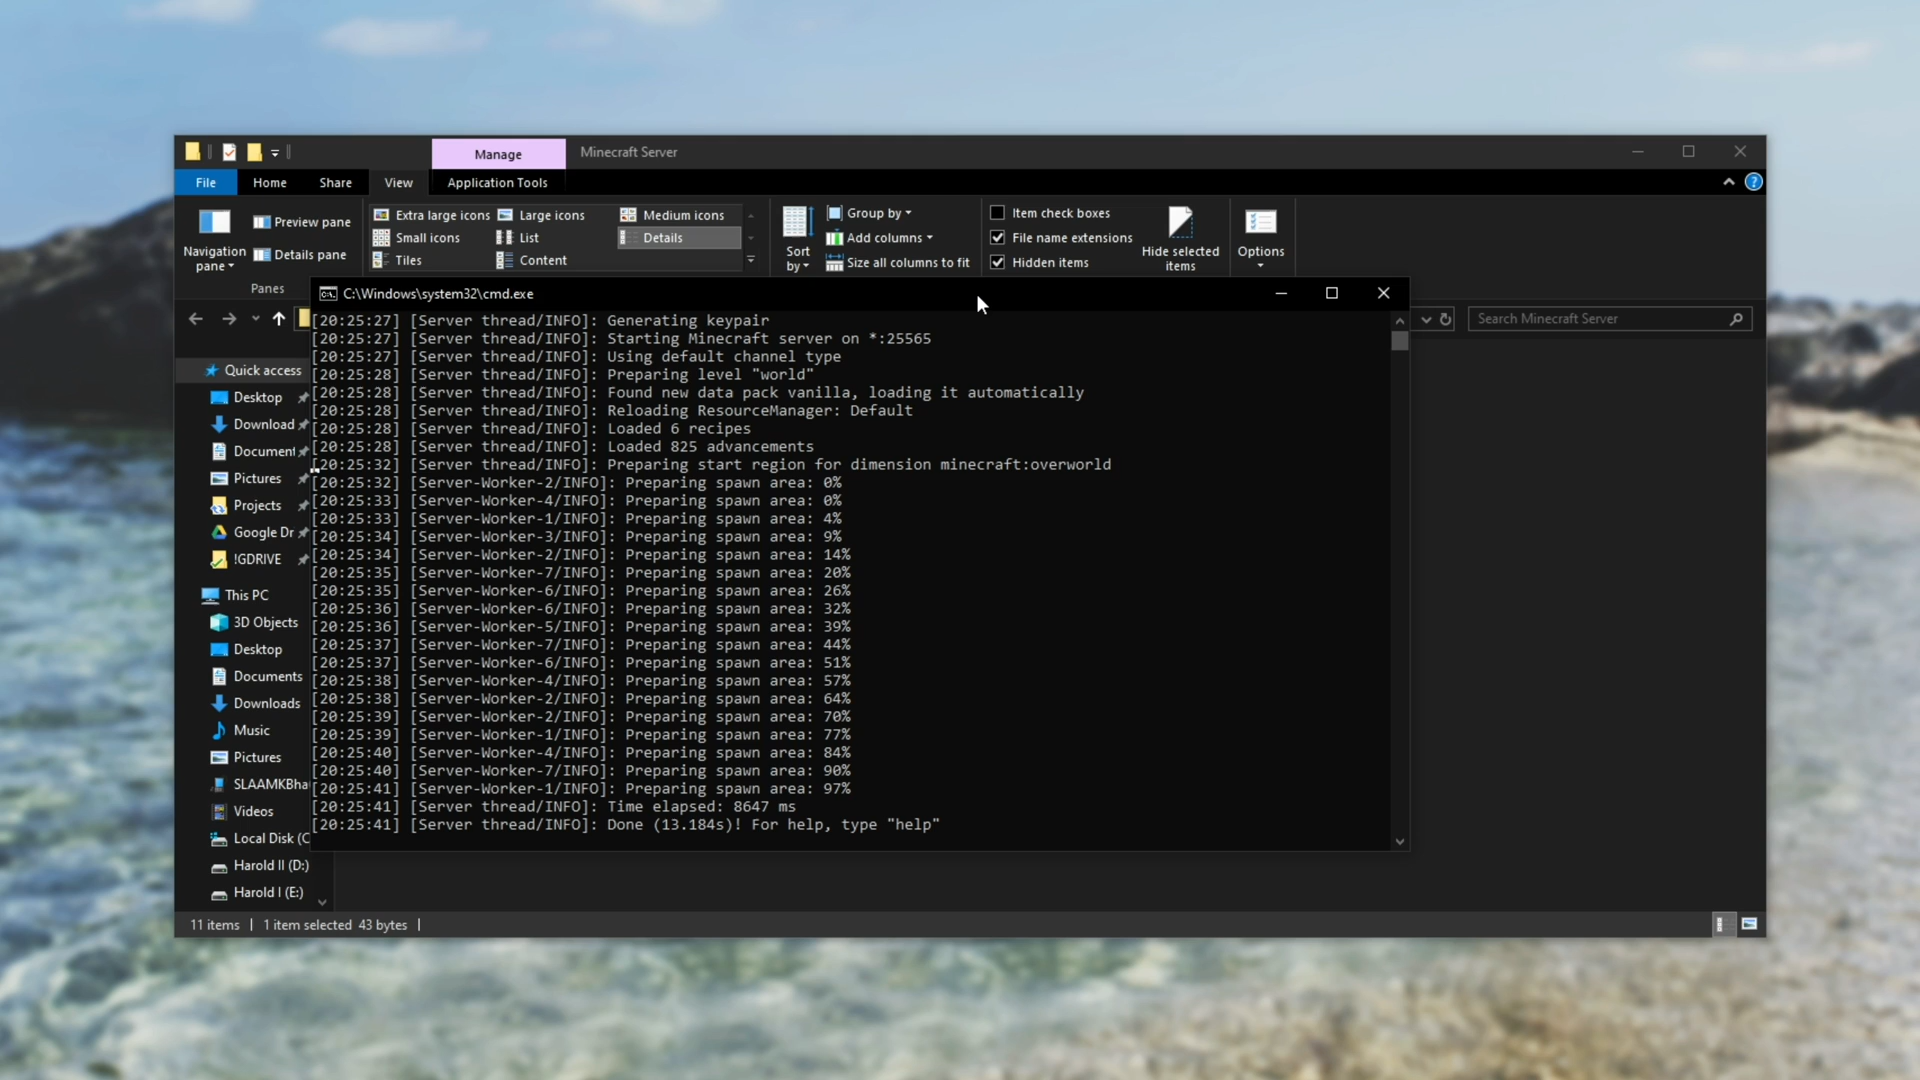 Manage
Minecraft Server
File
Home
Share
View
Application Tools
Navigation pane
Preview pane
Details pane
Panes
Extra large icons
Large icons
Medium icons
Small icons
List
Details
Tiles
Content
Sort by
Group by
Add columns
Size all columns to fit
Item check boxes
File name extensions
Hidden items
Hide selected items
Options
Search Minecraft Server
C:\Windows\system32\cmd.exe
[20:25:27] [Server thread/INFO]: Generating keypair
[20:25:27] [Server thread/INFO]: Starting Minecraft server on *:25565
[20:25:27] [Server thread/INFO]: Using default channel type
[20:25:28] [Server thread/INFO]: Preparing level "world"
[20:25:28] [Server thread/INFO]: Found new data pack vanilla, loading it automatically
[20:25:28] [Server thread/INFO]: Reloading ResourceManager: Default
[20:25:28] [Server thread/INFO]: Loaded 6 recipes
[20:25:28] [Server thread/INFO]: Loaded 825 advancements
[20:25:32] [Server thread/INFO]: Preparing start region for dimension minecraft:overworld
[20:25:32] [Server-Worker-2/INFO]: Preparing spawn area: 0%
[20:25:33] [Server-Worker-4/INFO]: Preparing spawn area: 0%
[20:25:33] [Server-Worker-1/INFO]: Preparing spawn area: 4%
[20:25:34] [Server-Worker-3/INFO]: Preparing spawn area: 9%
[20:25:34] [Server-Worker-2/INFO]: Preparing spawn area: 14%
[20:25:35] [Server-Worker-7/INFO]: Preparing spawn area: 20%
[20:25:35] [Server-Worker-6/INFO]: Preparing spawn area: 26%
[20:25:36] [Server-Worker-6/INFO]: Preparing spawn area: 32%
[20:25:36] [Server-Worker-5/INFO]: Preparing spawn area: 39%
[20:25:37] [Server-Worker-7/INFO]: Preparing spawn area: 44%
[20:25:37] [Server-Worker-6/INFO]: Preparing spawn area: 51%
[20:25:38] [Server-Worker-4/INFO]: Preparing spawn area: 57%
[20:25:38] [Server-Worker-2/INFO]: Preparing spawn area: 64%
[20:25:39] [Server-Worker-2/INFO]: Preparing spawn area: 70%
[20:25:39] [Server-Worker-1/INFO]: Preparing spawn area: 77%
[20:25:40] [Server-Worker-4/INFO]: Preparing spawn area: 84%
[20:25:40] [Server-Worker-7/INFO]: Preparing spawn area: 90%
[20:25:41] [Server-Worker-1/INFO]: Preparing spawn area: 97%
[20:25:41] [Server thread/INFO]: Time elapsed: 8647 ms
[20:25:41] [Server thread/INFO]: Done (13.184s)! For help, type "help"
Quick access
Desktop
Download
Document
Pictures
Projects
Google Dr
!GDRIVE
This PC
3D Objects
Desktop
Documents
Downloads
Music
Pictures
SLAAMKBha
Videos
Local Disk (C
Harold II (D:)
Harold I (E:)
11 items
1 item selected 43 bytes